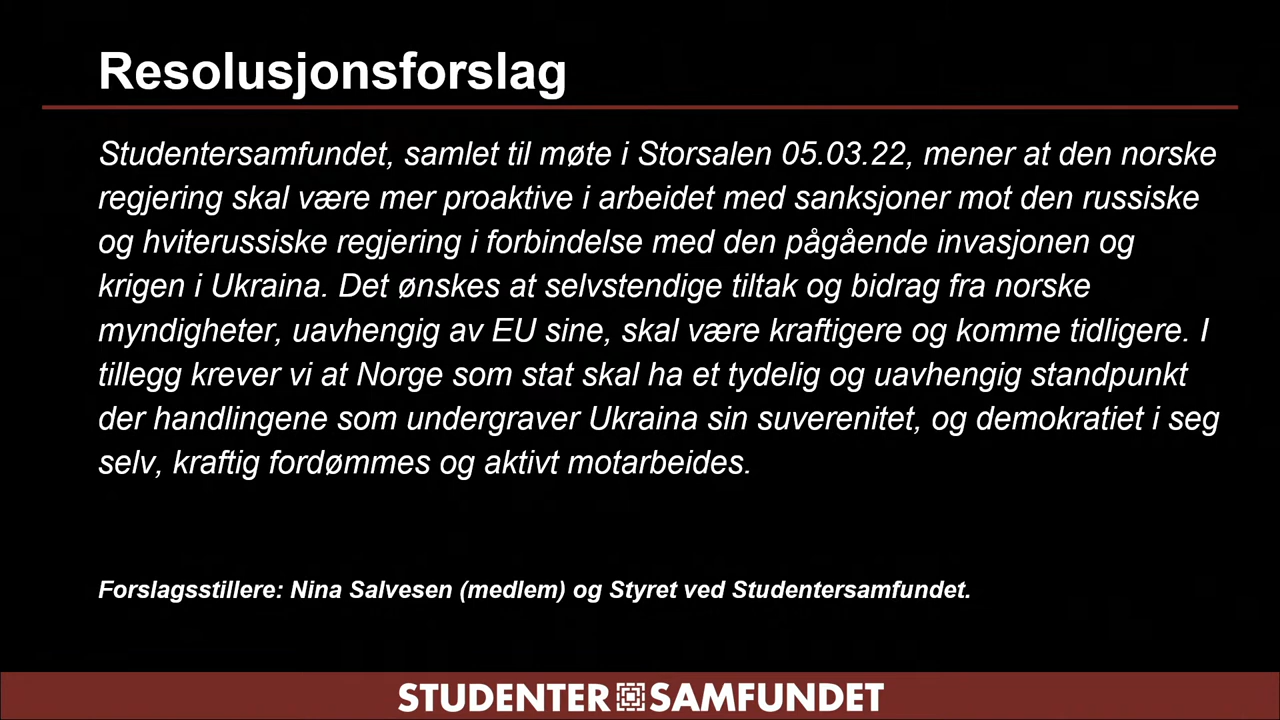 Resolusjonsforslag
Studentersamfundet, samlet til møte i Storsalen 05.03.22, mener at den norske
regjering skal være mer proaktive i arbeidet med sanksjoner mot den russiske
og hviterussiske regjering i forbindelse med den pågående invasjonen og
krigen i Ukraina. Det ønskes at selvstendige tiltak og bidrag fra norske
myndigheter, uavhengig av EU sine, skal være kraftigere og komme tidligere. I
tillegg krever vi at Norge som stat skal ha et tydelig og uavhengig standpunkt
der handlingene som undergraver Ukraina sin suverenitet, og demokratiet i seg
selv, kraftig fordømmes og aktivt motarbeides.
Forslagsstillere: Nina Salvesen (medlem) og Styret ved Studentersamfundet.
STUDENTER SAMFUNDET